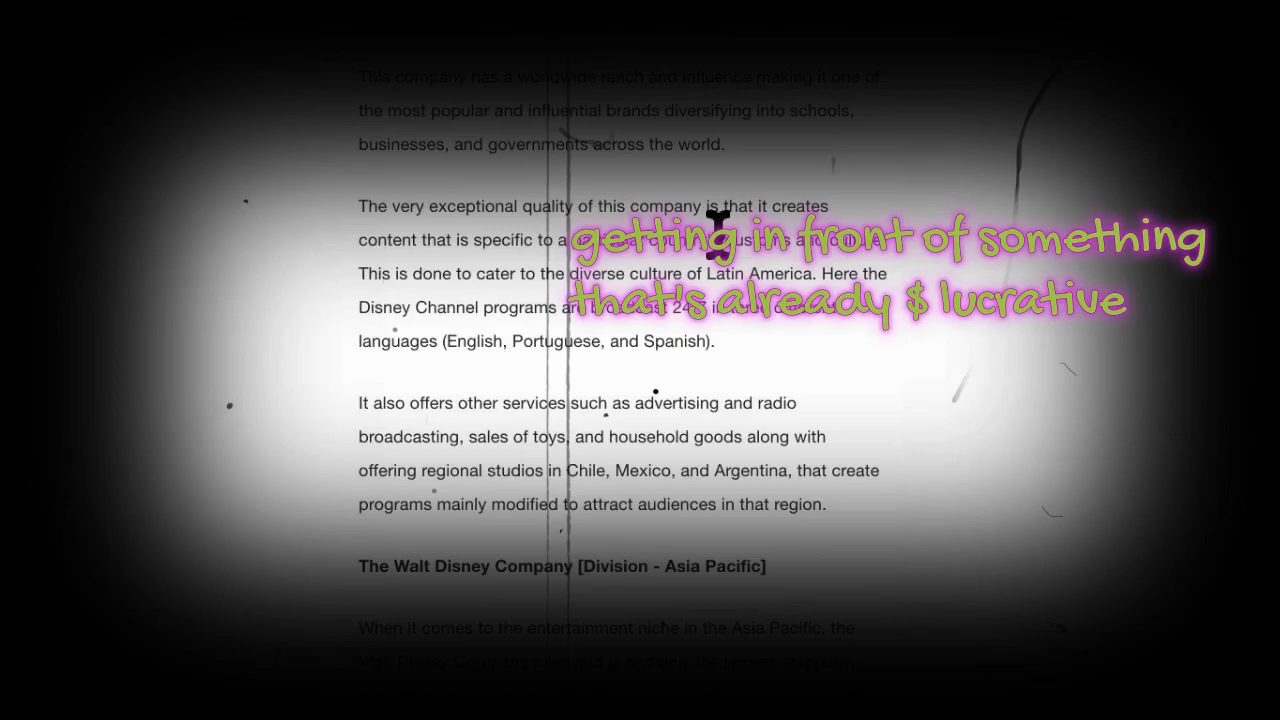 This company has a worldwide reach and influence making it one of
the most popular and influential brands diversifying into schools,
businesses, and governments across the world.
The very exceptional quality of this company is that it creates
content that is specific to a
getting in front of something
This is done to cater to the diverse culture of Latin America. Here the
that's already $ lucrative
Disney Channel programs are broadcast 24/7 in
languages (English, Portuguese, and Spanish).
It also offers other services such as advertising and radio
broadcasting, sales of toys, and household goods along with
offering regional studios in Chile, Mexico, and Argentina, that create
programs mainly modified to attract audiences in that region.
The Walt Disney Company [Division - Asia Pacific]
When it comes to the entertainment niche in the Asia Pacific, the